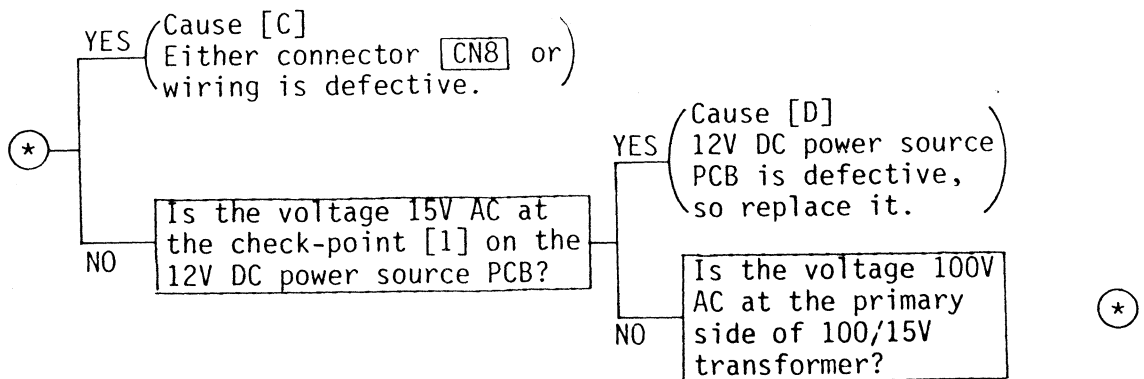 YES
Cause [C]
Either connector CN8 or
wiring is defective.
*
NO
Is the voltage 15V AC at
the check-point [1] on the
12V DC power source PCB?
YES
Cause [D]
12V DC power source
PCB is defective,
so replace it.
NO
Is the voltage 100V
AC at the primary
side of 100/15V
transformer?
*